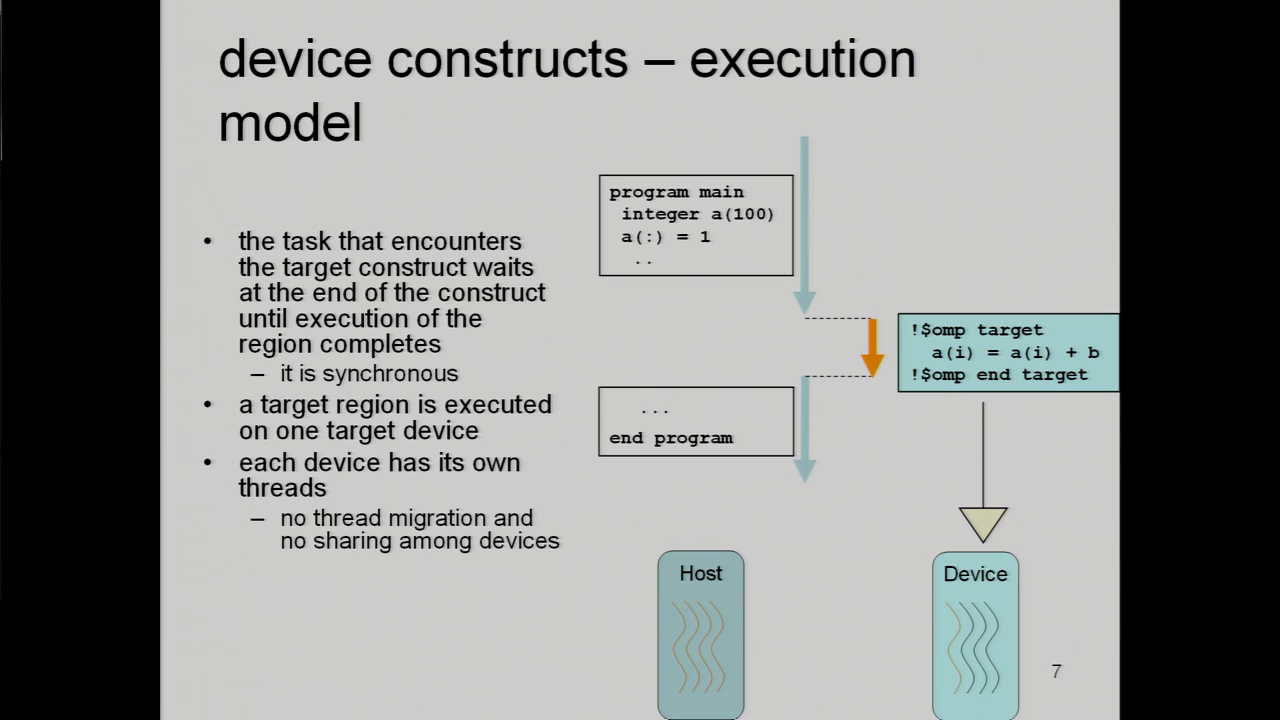 device constructs – execution
model
• the task that encounters
the target construct waits
at the end of the construct
until execution of the
region completes
– it is synchronous
• a target region is executed
on one target device
• each device has its own
threads
– no thread migration and
no sharing among devices
program main
integer a(100)
a(:) = 1
..
!$omp target
a(i) = a(i) + b
!$omp end target
...
end program
Host
Device
7